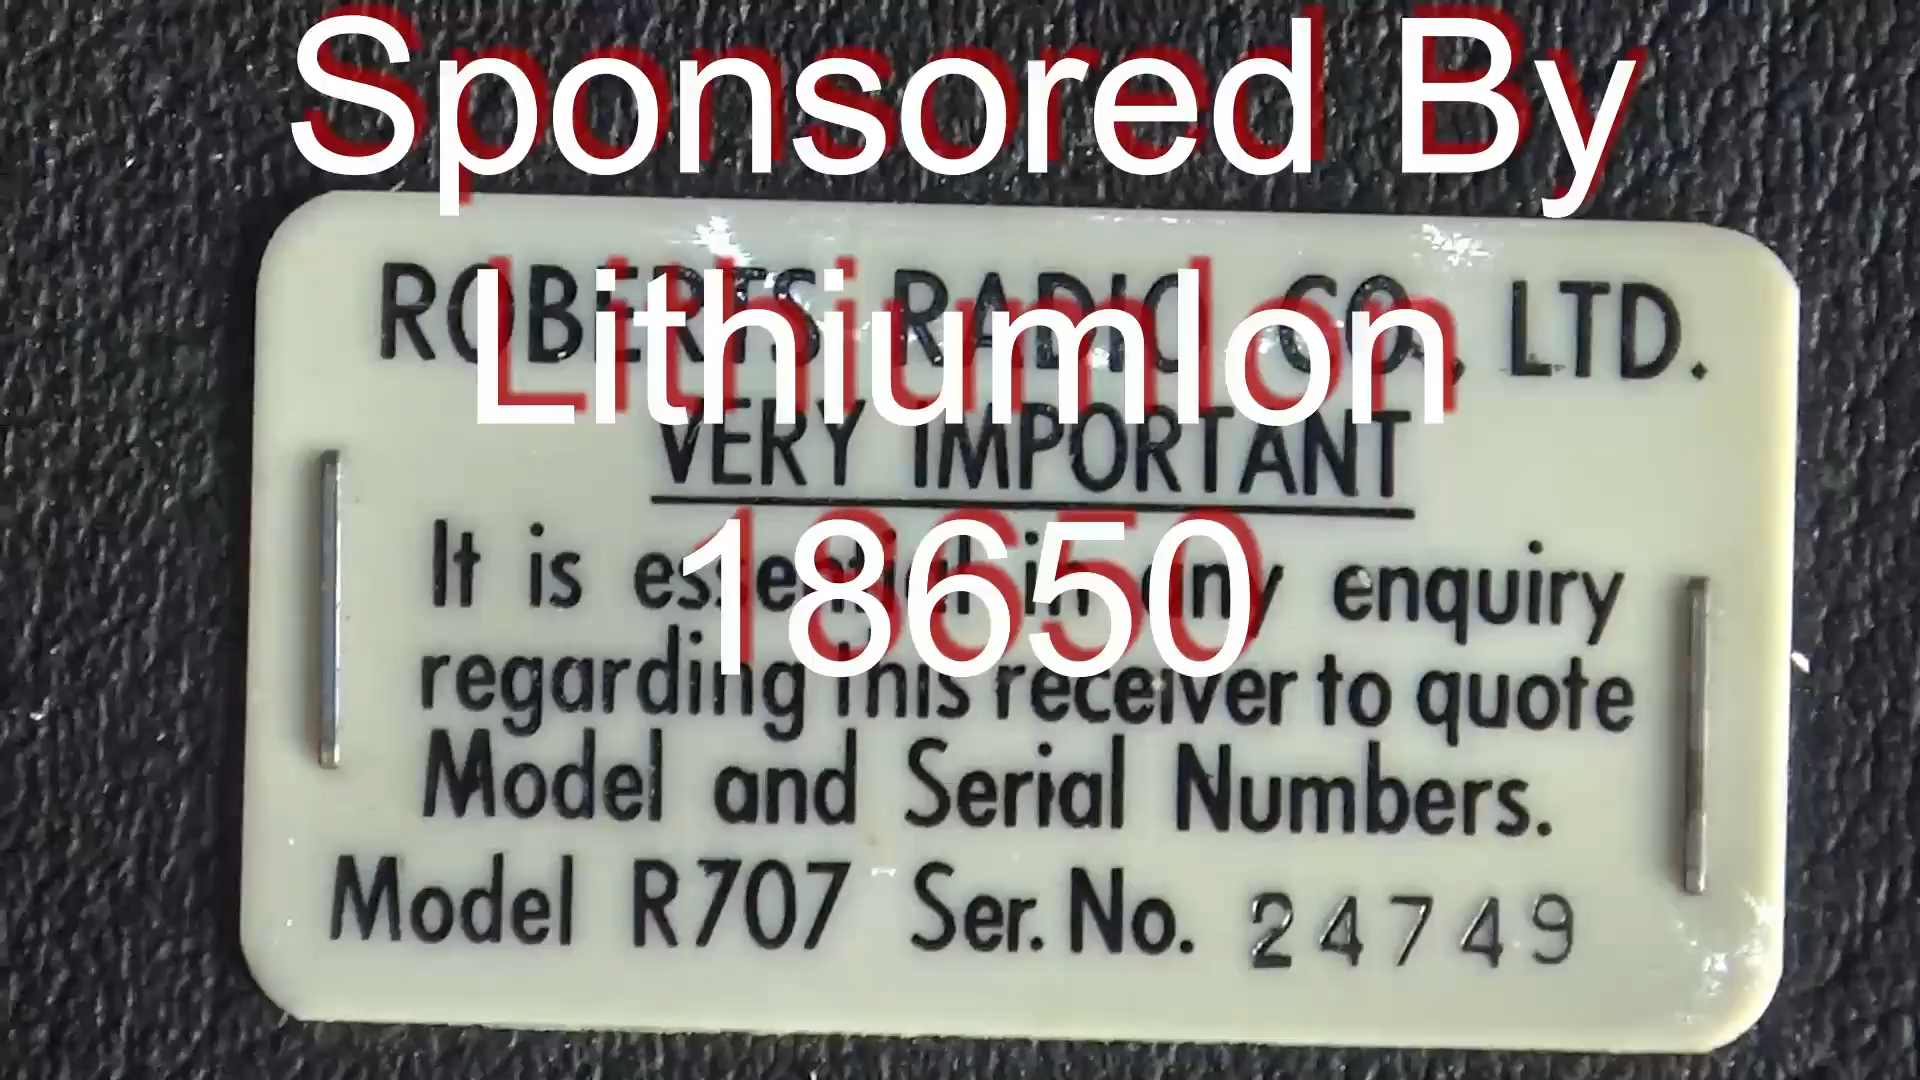 Sponsored By
LithiumIon
18650
ROBERTS RADIO CO., LTD.
VERY IMPORTANT
It is essential in any enquiry
regarding this receiver to quote
Model and Serial Numbers.
Model R707 Ser. No. 24749